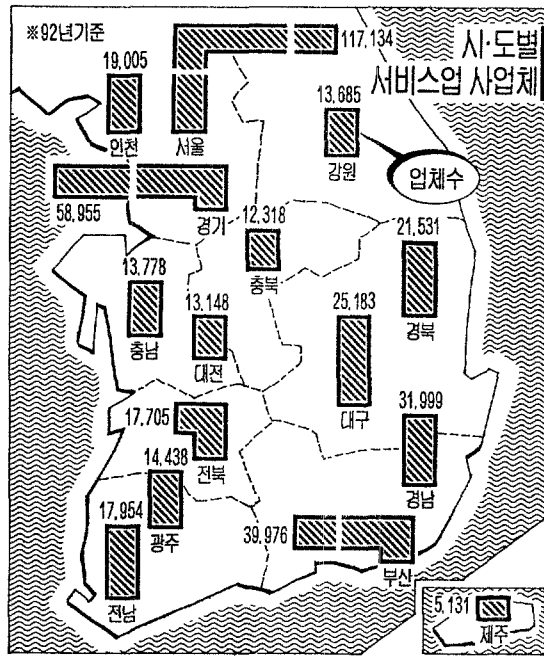 ※92년기준
시·도별
서비스업 사업체
117,134
서울
19,005
인천
13,685
강원
업체수
58,955
경기
12,318
충북
21,531
경북
13,778
충남
13,148
대전
25,183
대구
17,705
전북
31,999
경남
14,438
광주
17,954
전남
39,976
부산
5,131
제주